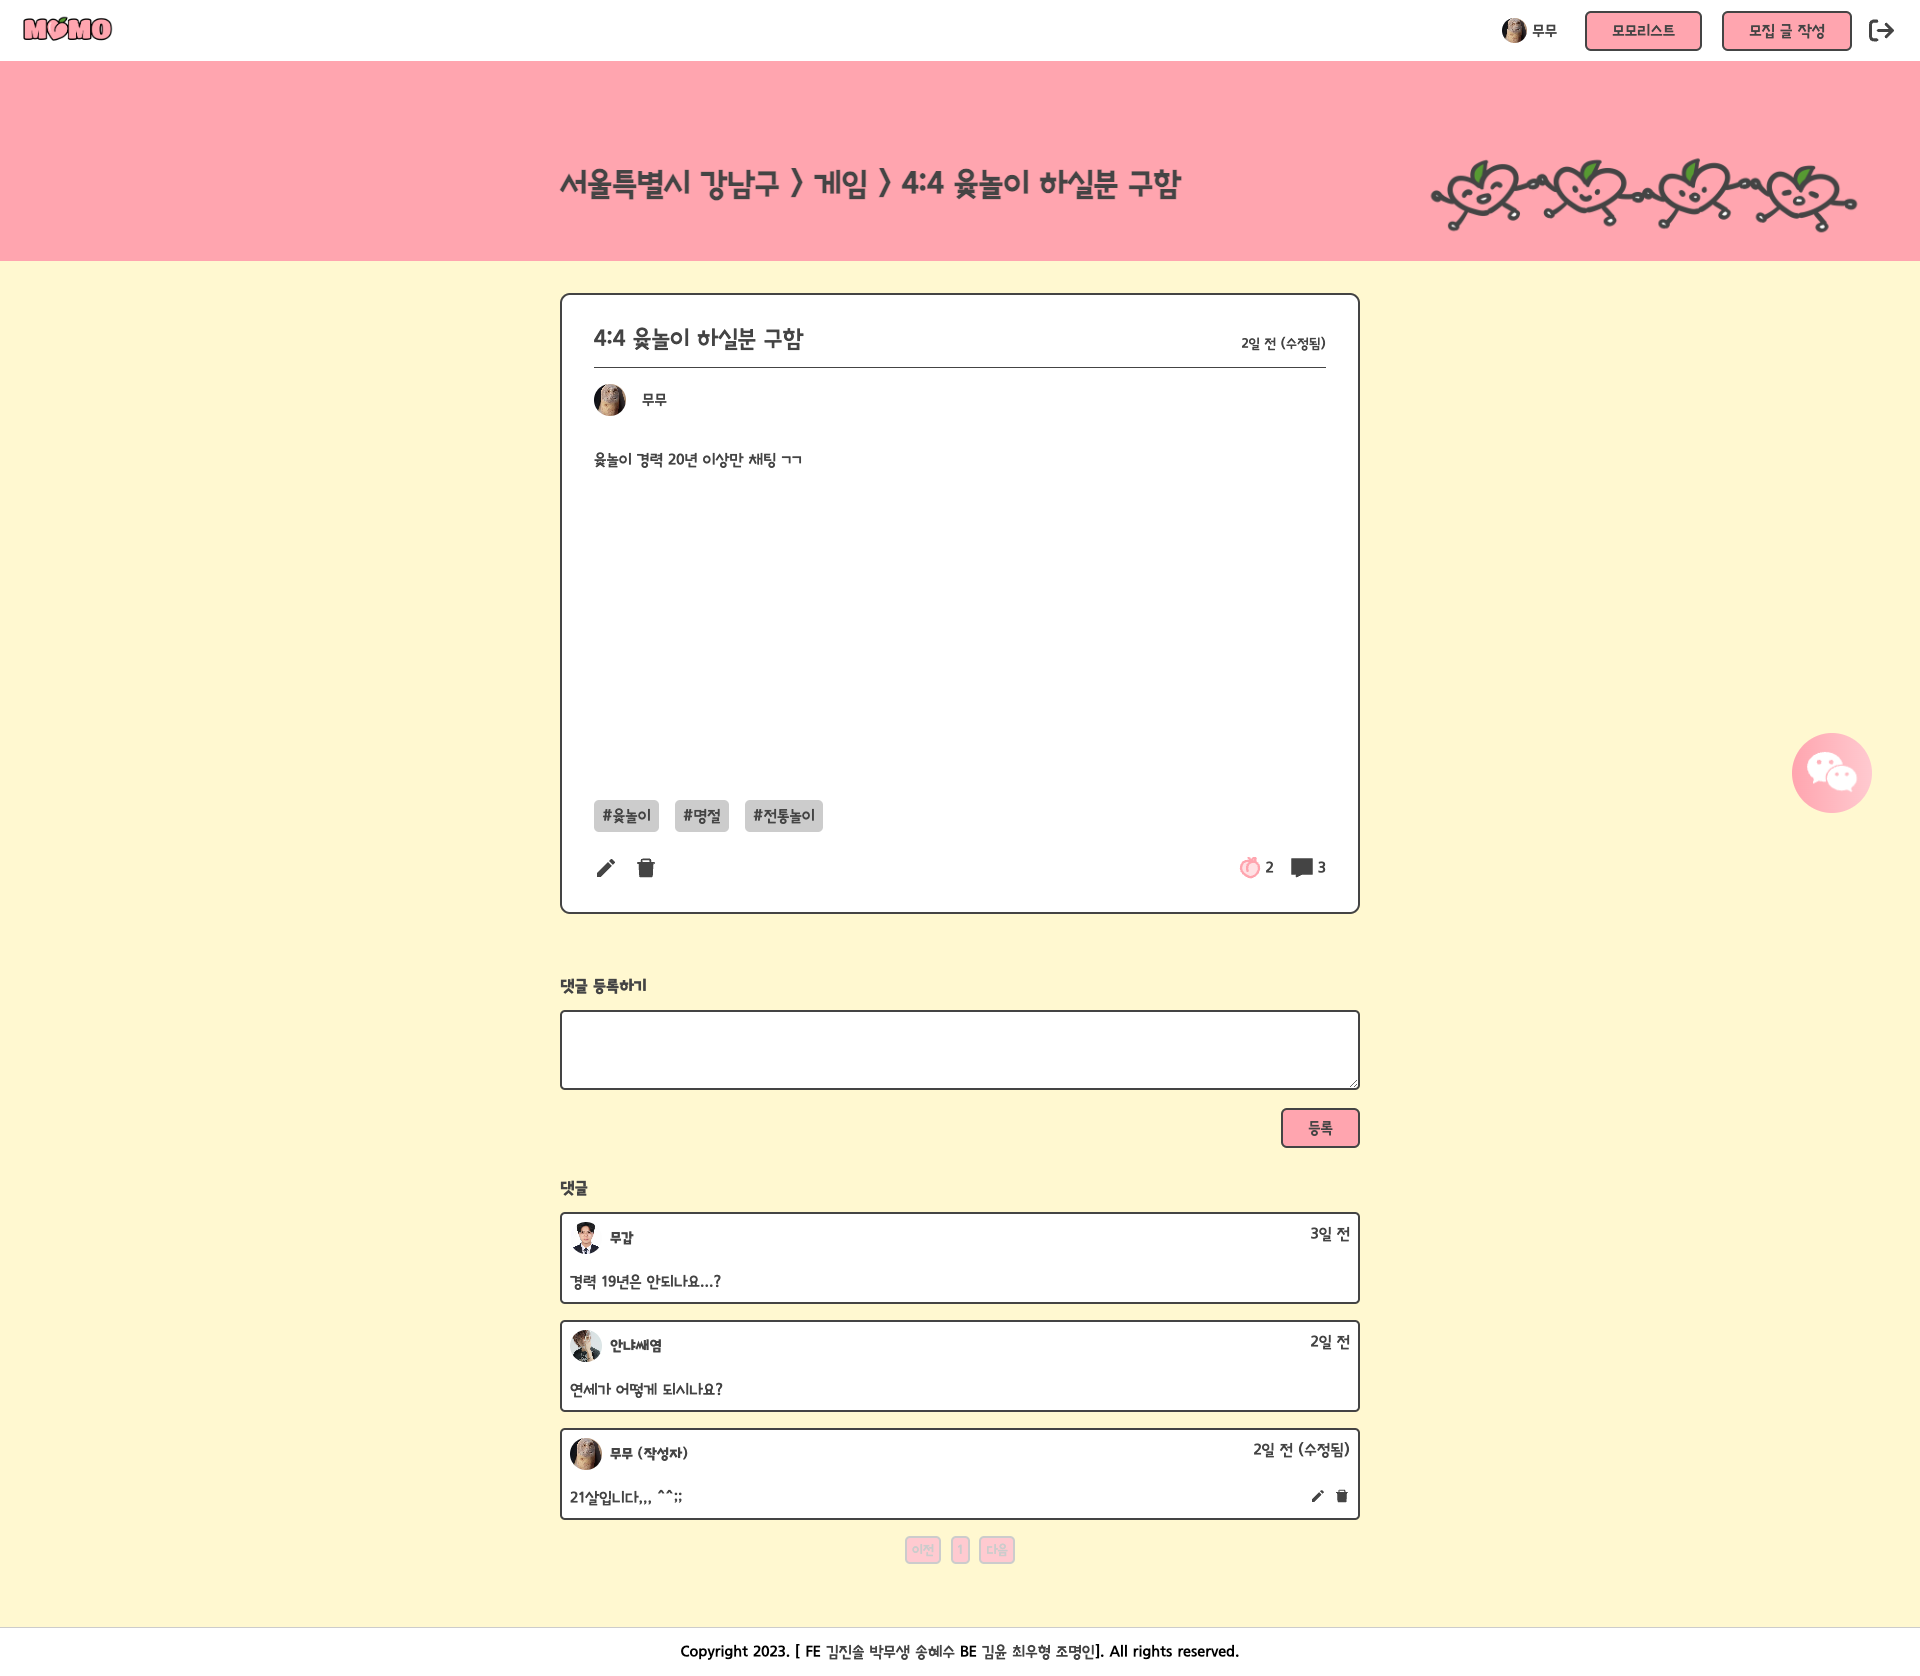 MOMO
무무
모모리스트
모집 글 작성
서울특별시 강남구 > 게임 > 4:4 윷놀이 하실분 구함
4:4 윷놀이 하실분 구함
2일 전 (수정됨)
무무
윷놀이 경력 20년 이상만 채팅 ㄱㄱ
#윷놀이 #명절 #전통놀이
2 3
댓글 등록하기
등록
댓글
무갑
3일 전
경력 19년은 안되나요...?
안냐쎄염
2일 전
연세가 어떻게 되시나요?
무무 (작성자)
2일 전 (수정됨)
21살입니다,,, ^^;;
이전 1 다음
Copyright 2023. [ FE 김진솔 박무생 송혜수 BE 김윤 최우형 조명인]. All rights reserved.